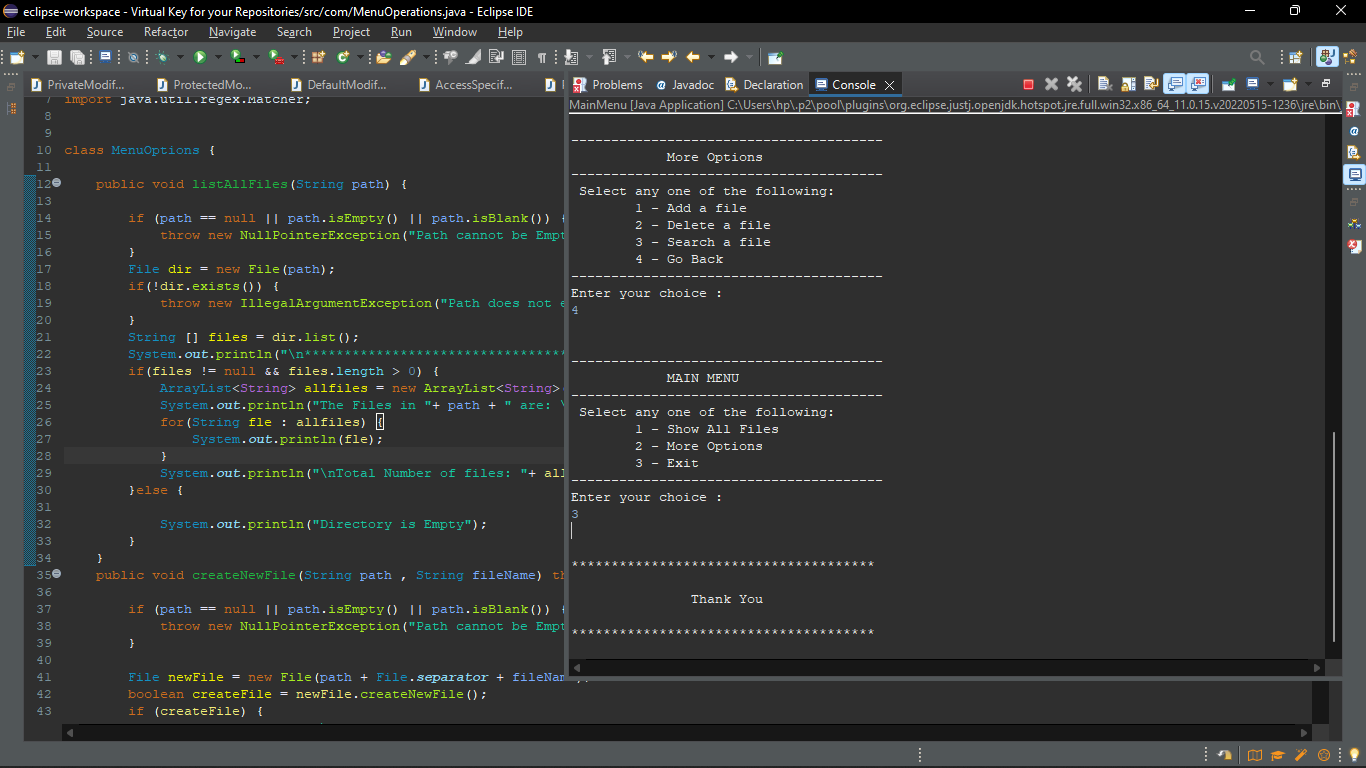 eclipse-workspace - Virtual Key for your Repositories/src/com/MenuOperations.java - Eclipse IDE
File Edit Source Refactor Navigate Search Project Run Window Help
PrivateModif... ProtectedMo... DefaultModif... AccessSpecif...
7 import java.util.regex.Matcher;
8
9
10 class MenuOptions {
11
12 public void listAllFiles(String path) {
13
14 if (path == null || path.isEmpty() || path.isBlank()) {
15 throw new NullPointerException("Path cannot be Empt
16 }
17 File dir = new File(path);
18 if(!dir.exists()) {
19 throw new IllegalArgumentException("Path does not e
20 }
21 String [] files = dir.list();
22 System.out.println("\n*********************************
23 if(files != null && files.length > 0) {
24 ArrayList<String> allfiles = new ArrayList<String>
25 System.out.println("The Files in "+ path + " are: \
26 for(String fle : allfiles) {
27 System.out.println(fle);
28 }
29 System.out.println("\nTotal Number of files: "+ all
30 }else {
31
32 System.out.println("Directory is Empty");
33 }
34 }
35 public void createNewFile(String path , String fileName) th
36
37 if (path == null || path.isEmpty() || path.isBlank()) {
38 throw new NullPointerException("Path cannot be Empt
39 }
40
41 File newFile = new File(path + File.separator + fileNam
42 boolean createFile = newFile.createNewFile();
43 if (createFile) {
Problems Javadoc Declaration Console
MainMenu [Java Application] C:\Users\hp\.p2\pool\plugins\org.eclipse.justj.openjdk.hotspot.jre.full.win32.x86_64_11.0.15.v20220515-1236\jre\bin\
---------------------------------------
More Options
---------------------------------------
Select any one of the following:
1 - Add a file
2 - Delete a file
3 - Search a file
4 - Go Back
---------------------------------------
Enter your choice :
4
---------------------------------------
MAIN MENU
---------------------------------------
Select any one of the following:
1 - Show All Files
2 - More Options
3 - Exit
---------------------------------------
Enter your choice :
3
**************************************
Thank You
**************************************